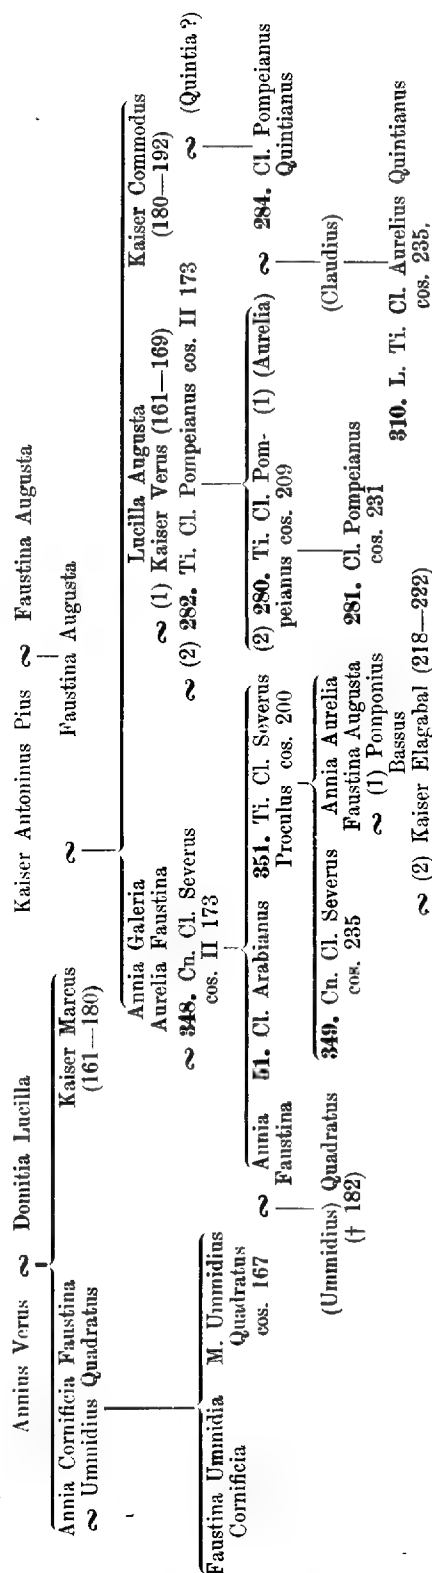 Annius Verus ∾ Domitia Lucilla
Kaiser Antoninus Pius ∾ Faustina Augusta
Annia Cornificia Faustina
∾ Ummidius Quadratus
Kaiser Marcus
(161—180)
∾
Faustina Augusta
Faustina Ummidia
Cornificia
M. Ummidius
Quadratus
cos. 167
Annia Galeria
Aurelia Faustina
∾ 348. Cn. Cl. Severus
cos. II 173
Lucilla Augusta
∾ (1) Kaiser Verus (161—169)
∾ (2) 282. Ti. Cl. Pompeianus cos. II 173
Kaiser Commodus
(180—192)
∾ (Quintia?)
∾ Annia
Faustina
51. Cl. Arabianus
351. Ti. Cl. Severus
Proculus cos. 200
(2) 280. Ti. Cl. Pom-
peianus cos. 209
(1) (Aurelia)
∾
284. Cl. Pompeianus
Quintianus
(Ummidius) Quadratus
(† 182)
349. Cn. Cl. Severus
cos. 235
Annia Aurelia
Faustina Augusta
∾ (1) Pomponius
Bassus
∾ (2) Kaiser Elagabal (218—222)
281. Cl. Pompeianus
cos. 231
(Claudius)
310. L. Ti. Cl. Aurelius Quintianus
cos. 235.